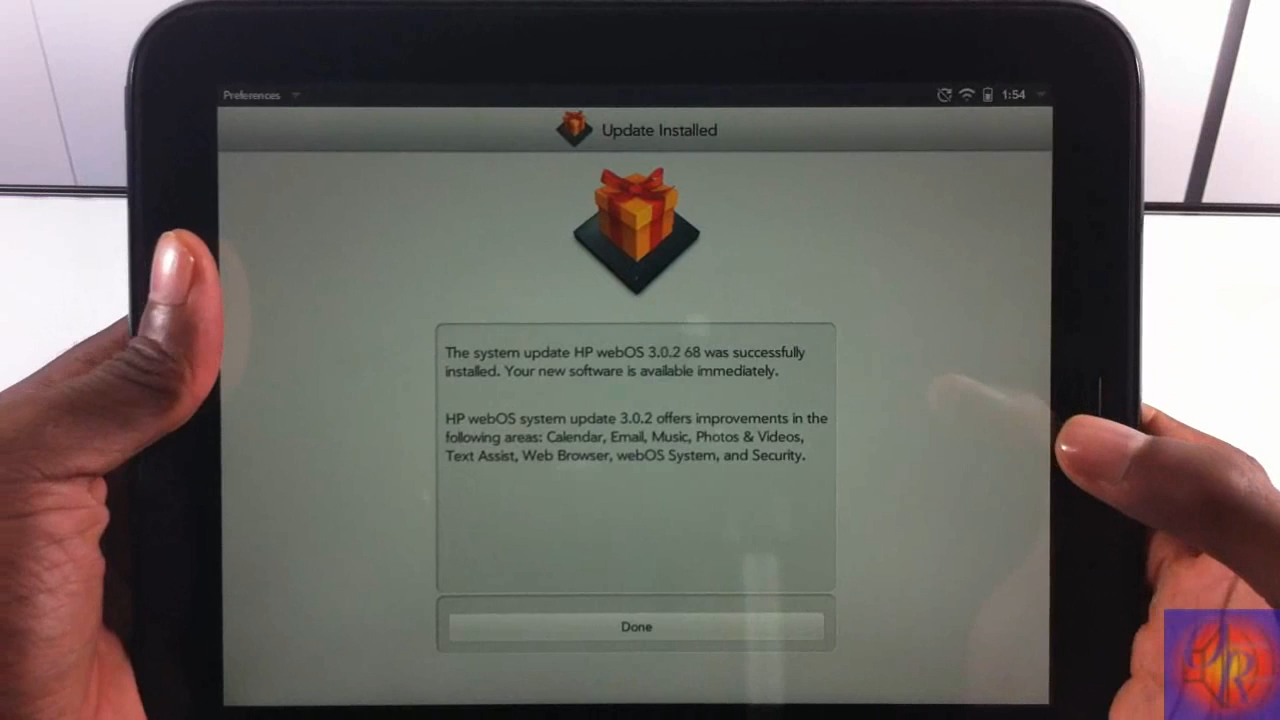 Preferences
1:54
Update Installed
The system update HP webOS 3.0.2 68 was successfully
installed. Your new software is available immediately.
HP webOS system update 3.0.2 offers improvements in the
following areas: Calendar, Email, Music, Photos & Videos,
Text Assist, Web Browser, webOS System, and Security.
Done